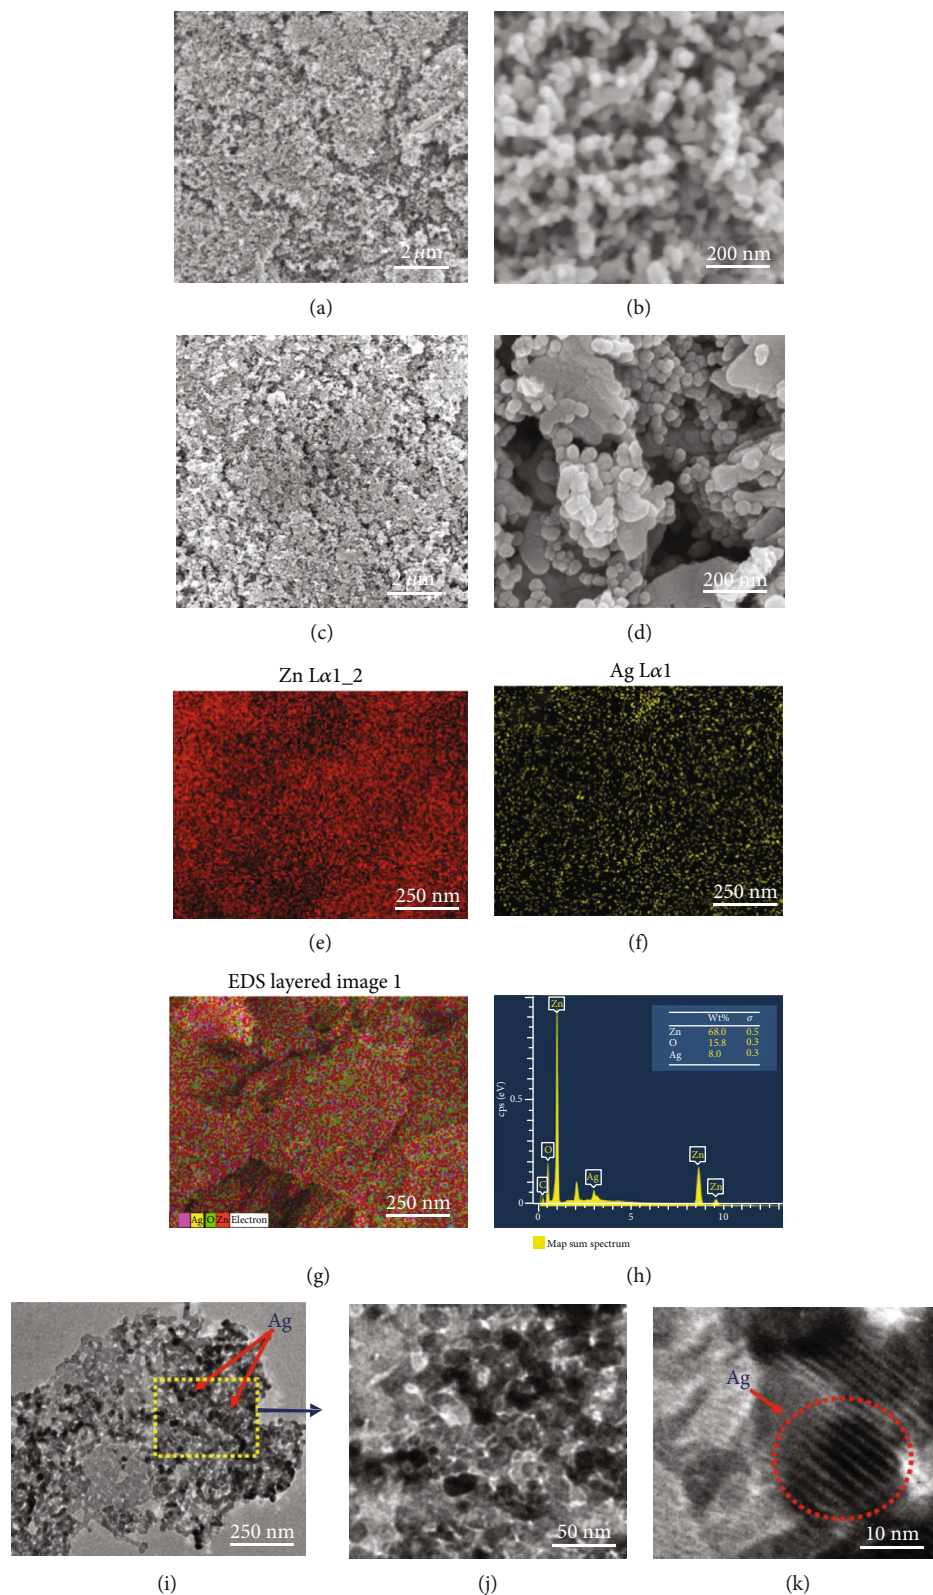 2 μm
200 nm
(a)
(b)
2 μm
200 nm
(c)
(d)
Zn Lα1_2
Ag Lα1
250 nm
250 nm
(e)
(f)
EDS layered image 1
250 nm
Ag O Zn Electron
(g)
Wt% σ
Zn 68.0 0.5
O 15.8 0.3
Ag 8.0 0.3
cps (eV)
0.5
0
Zn
O
C
Ag
Zn
Zn
0 5 10
Map sum spectrum
(h)
Ag
250 nm
(i)
50 nm
(j)
Ag
10 nm
(k)